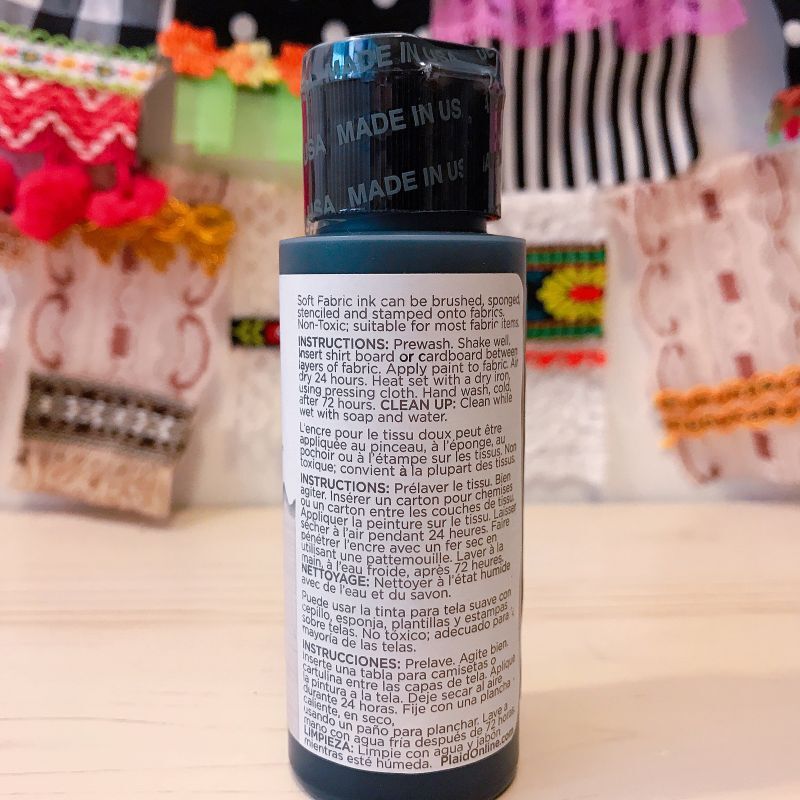 MADE IN USA
USA MADE IN US
USA MADE IN US
Soft Fabric ink can be brushed, sponged,
stenciled and stamped onto fabrics.
Non-Toxic; suitable for most fabric items.
INSTRUCTIONS: Prewash. Shake well.
Insert shirt board or cardboard between
layers of fabric. Apply paint to fabric. Air
dry 24 hours. Heat set with a dry iron,
using pressing cloth. Hand wash, cold,
after 72 hours. CLEAN UP: Clean while
wet with soap and water.
L'encre pour le tissu doux peut être
appliquée au pinceau, à l'éponge, au
pochoir ou à l'étampe sur les tissus. Non
toxique; convient à la plupart des tissus.
INSTRUCTIONS: Prélaver le tissu. Bien
agiter. Insérer un carton pour chemises
ou un carton entre les couches de tissu.
Appliquer la peinture sur le tissu. Laisser
sécher à l'air pendant 24 heures. Faire
pénétrer l'encre avec un fer sec en
utilisant une pattemouille. Laver à la
main, à l'eau froide, après 72 heures.
NETTOYAGE: Nettoyer à l'état humide
avec de l'eau et du savon.
Puede usar la tinta para tela suave con
cepillo, esponja, plantillas y estampas
sobre telas. No tóxico; adecuado para
mayoría de las telas.
INSTRUCCIONES: Prelave. Agite bien.
Inserte una tabla para camisetas o
cartulina entre las capas de tela. Aplique
la pintura a la tela. Deje secar al aire
durante 24 horas. Fije con una plancha
caliente, en seco,
usando un paño para planchar. Lave a
mano con agua fría después de 72 horas.
LIMPIEZA: Limpie con agua y jabón
mientras esté húmeda. PlaidOnline.com